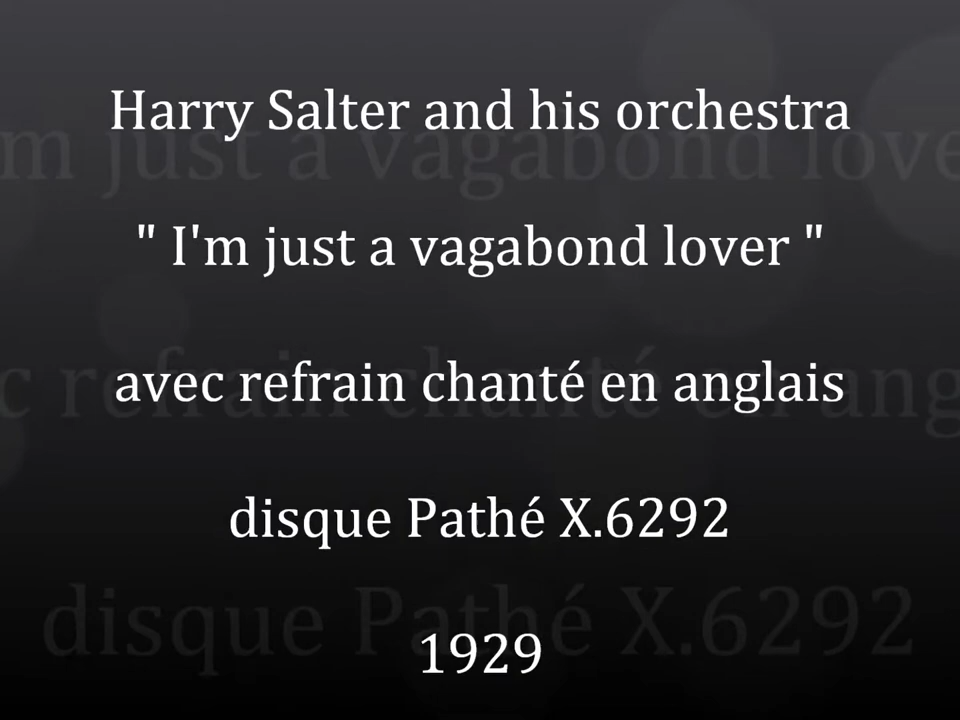 Harry Salter and his orchestra
" I'm just a vagabond lover "
avec refrain chanté en anglais
disque Pathé X.6292
1929